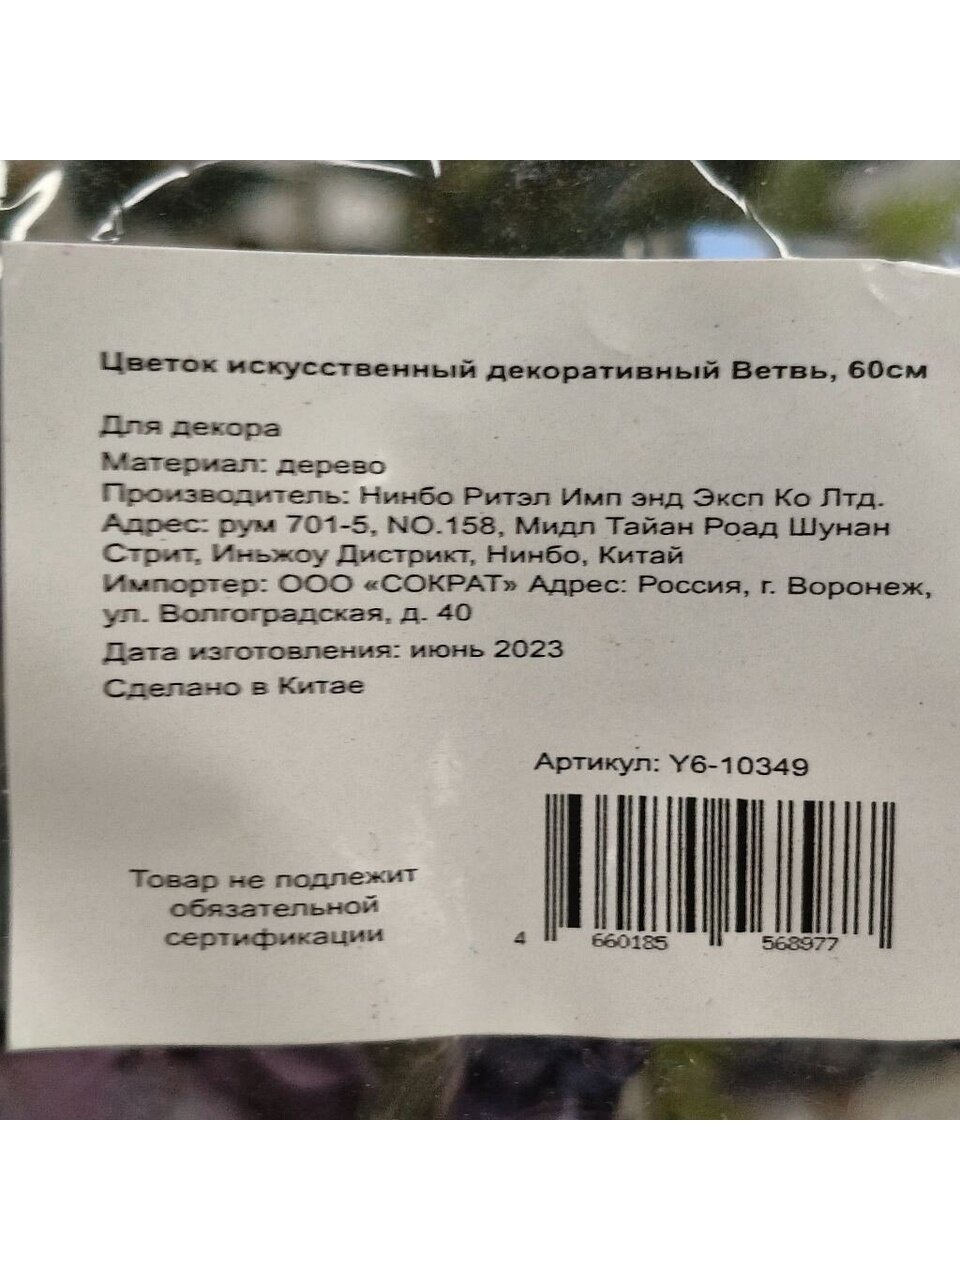 Цветок искусственный декоративный Ветвь, 60см
Для декора
Материал: дерево
Производитель: Нинбо Ритэл Имп энд Эксп Ко Лтд.
Адрес: рум 701-5, NO.158, Мидл Тайан Роад Шунан
Стрит, Иньжоу Дистрикт, Нинбо, Китай
Импортер: ООО «СОКРАТ» Адрес: Россия, г. Воронеж,
ул. Волгоградская, д. 40
Дата изготовления: июнь 2023
Сделано в Китае
Артикул: Y6-10349
4 660185 568977
Товар не подлежит
обязательной
сертификации